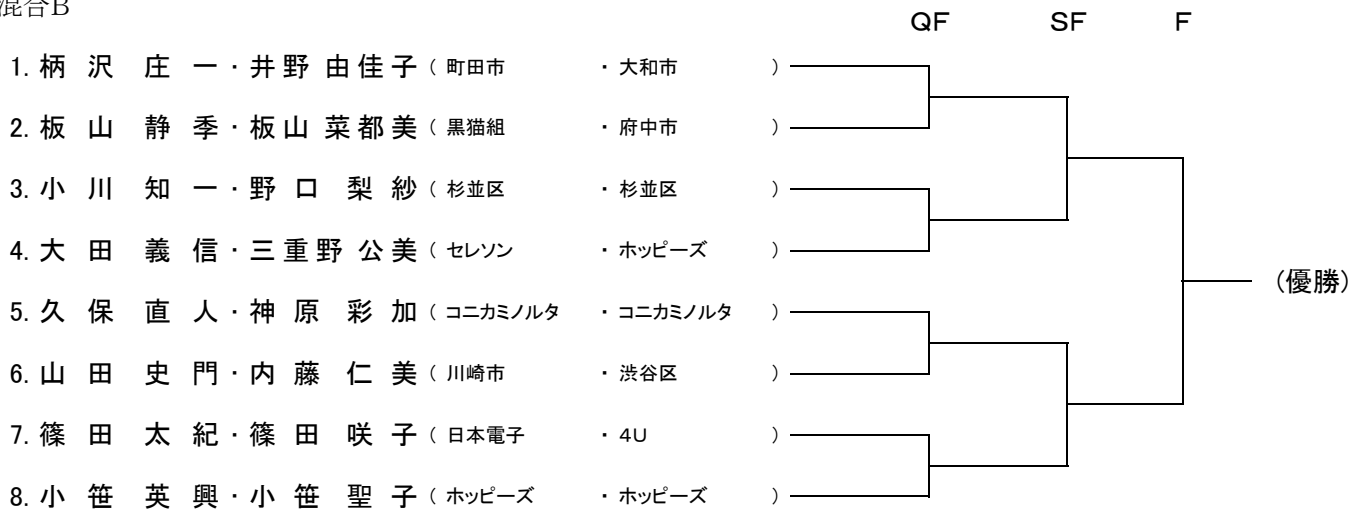 混合B
QF SF F
1. 柄沢 庄一・井野 由佳子 ( 町田市 ・ 大和市 )
2. 板山 静季・板山 菜都美 ( 黒猫組 ・ 府中市 )
3. 小川 知一・野口 梨紗 ( 杉並区 ・ 杉並区 )
4. 大田 義信・三重野 公美 ( セレソン ・ ホッピーズ )
(優勝)
5. 久保 直人・神原 彩加 ( コニカミノルタ ・ コニカミノルタ )
6. 山田 史門・内藤 仁美 ( 川崎市 ・ 渋谷区 )
7. 篠田 太紀・篠田 咲子 ( 日本電子 ・ 4U )
8. 小笹 英興・小笹 聖子 ( ホッピーズ ・ ホッピーズ )